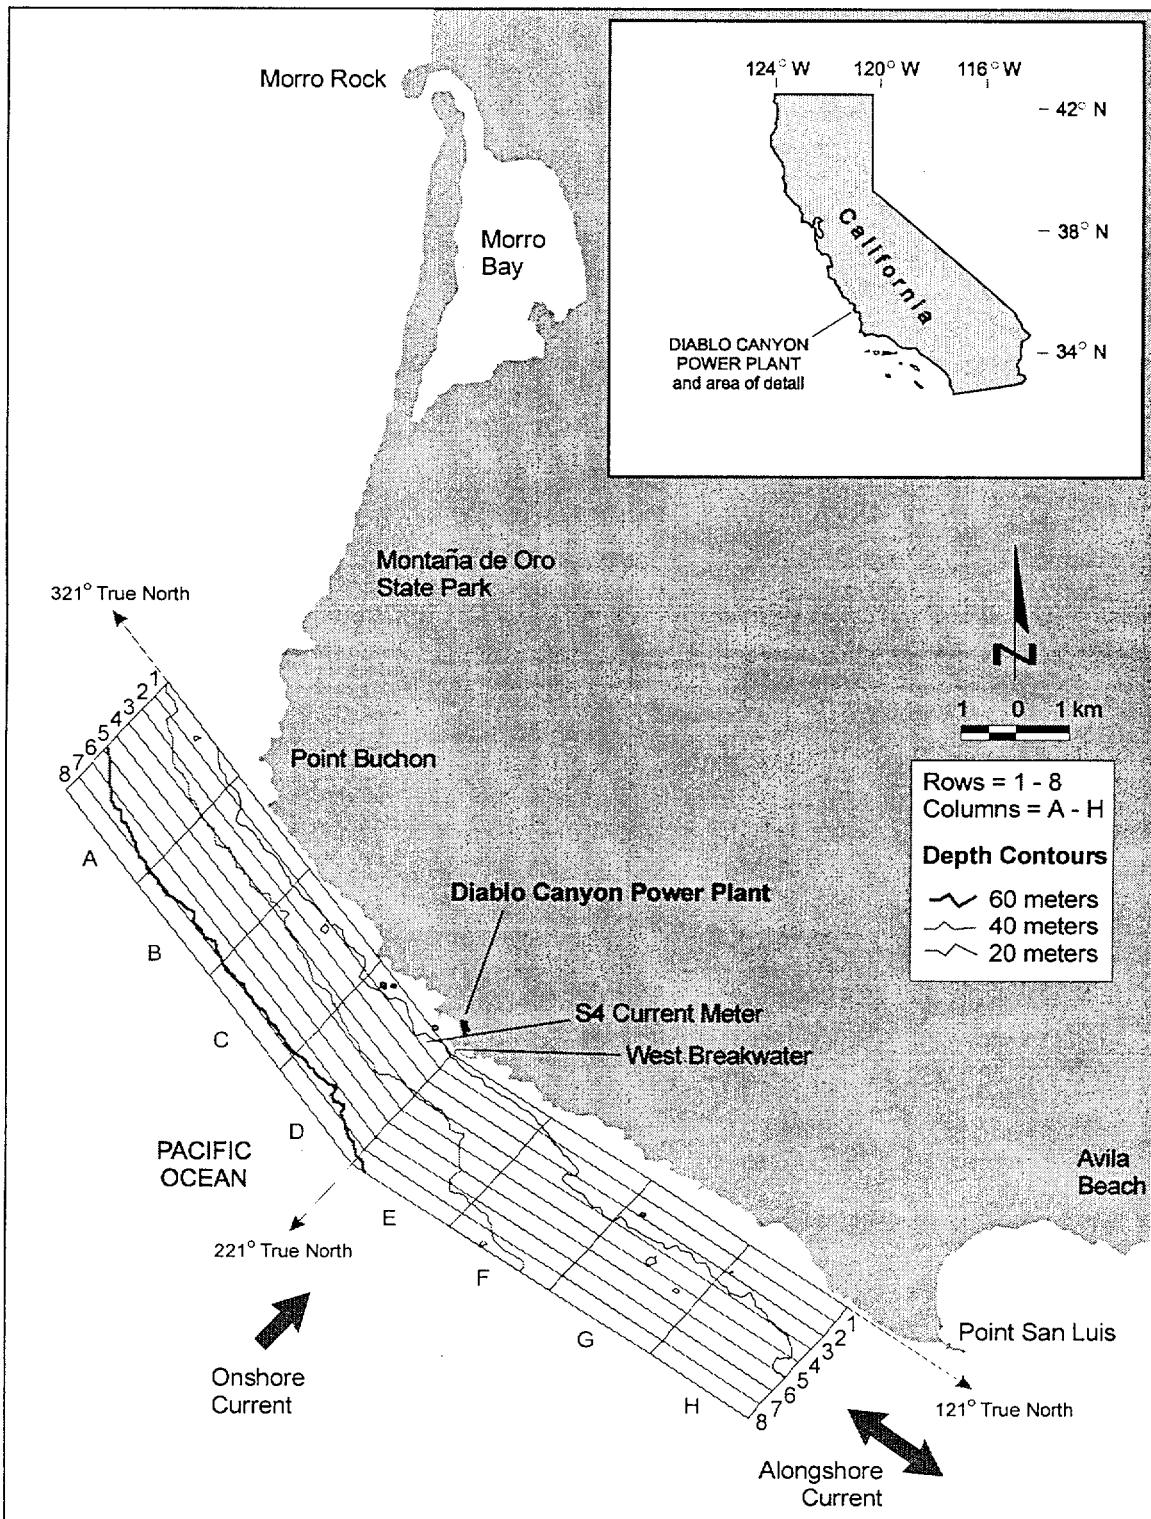 124° W
120° W
116° W
42° N
38° N
34° N
California
DIABLO CANYON
POWER PLANT
and area of detail
Morro Rock
Morro
Bay
Montaña de Oro
State Park
321° True North
1
2
3
4
5
6
7
8
Point Buchon
N
1 0 1 km
Rows = 1 - 8
Columns = A - H
Depth Contours
60 meters
40 meters
20 meters
A
B
C
D
E
F
G
H
Diablo Canyon Power Plant
S4 Current Meter
West Breakwater
PACIFIC
OCEAN
221° True North
Onshore
Current
Avila
Beach
Point San Luis
1
2
3
4
5
6
7
8
121° True North
Alongshore
Current